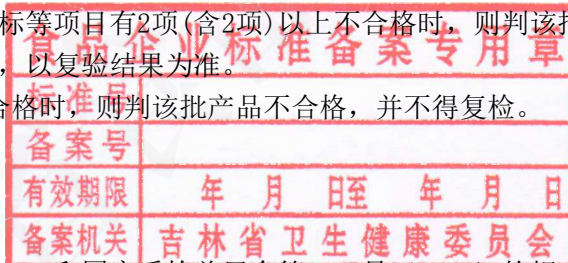 标等项目有2项(含2项)以上不合格时，则判该批
食品企业标准备案专用章
，以复验结果为准。
标准号
合格时，则判该批产品不合格，并不得复检。
备案号
有效期限 年 月 日至 年 月 日
备案机关 吉林省卫生健康委员会